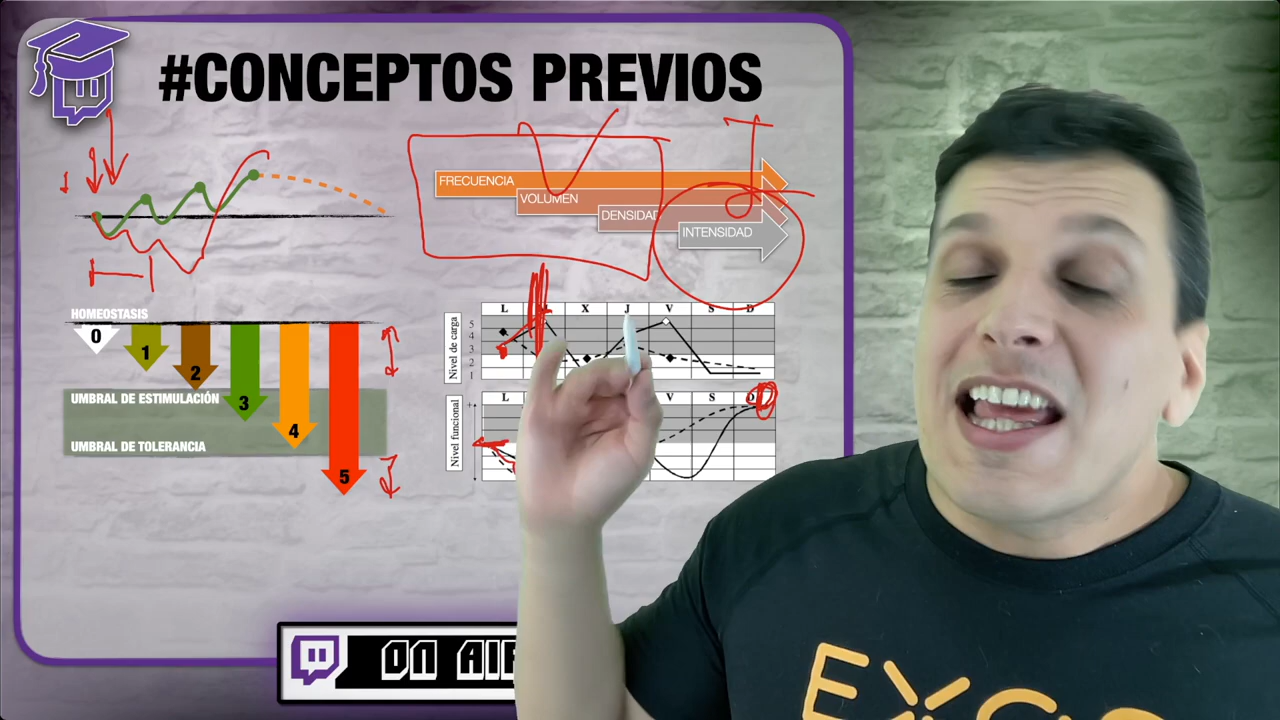 #CONCEPTOS PREVIOS
FRECUENCIA
VOLUMEN
DENSIDAD
INTENSIDAD
HOMEOSTASIS
0
1
2
3
4
5
UMBRAL DE ESTIMULACIÓN
UMBRAL DE TOLERANCIA
Nivel de carga
L X J V S D
5
4
3
2
1
Nivel funcional
L V S D
ON AIR